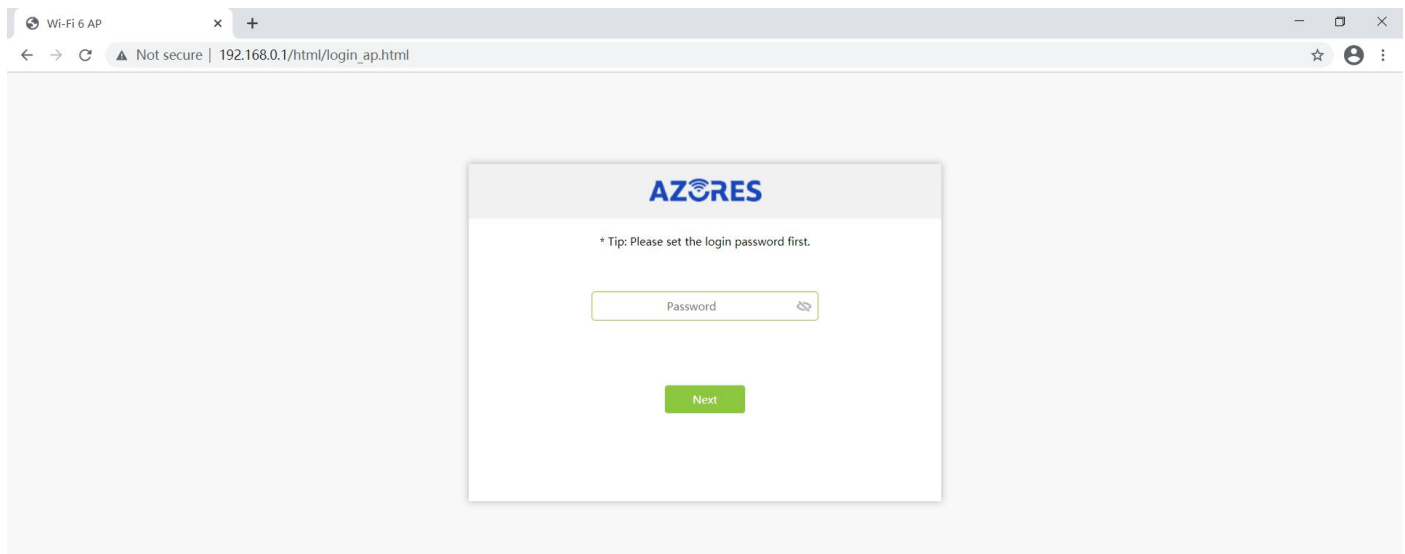 Wi-Fi 6 AP
Not secure | 192.168.0.1/html/login_ap.html
AZORES
* Tip: Please set the login password first.
Password
Next